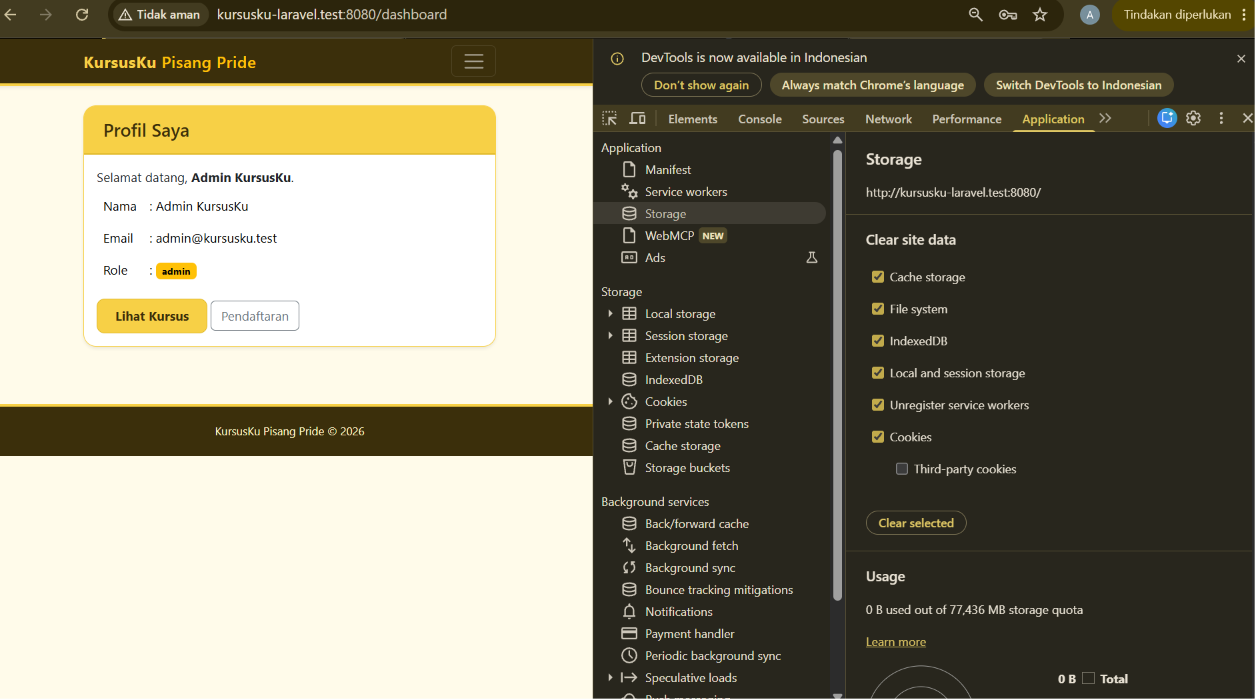 Tidak aman
kursusku-laravel.test:8080/dashboard
A
Tindakan diperlukan
KursusKu Pisang Pride
Profil Saya
Selamat datang, Admin KursusKu.
Nama : Admin KursusKu
Email : admin@kursusku.test
Role : admin
Lihat Kursus
Pendaftaran
KursusKu Pisang Pride © 2026
DevTools is now available in Indonesian
Don't show again
Always match Chrome's language
Switch DevTools to Indonesian
Elements
Console
Sources
Network
Performance
Application
Application
Manifest
Service workers
Storage
WebMCP NEW
Ads
Storage
Local storage
Session storage
Extension storage
IndexedDB
Cookies
Private state tokens
Cache storage
Storage buckets
Background services
Back/forward cache
Background fetch
Background sync
Bounce tracking mitigations
Notifications
Payment handler
Periodic background sync
Speculative loads
Storage
http://kursusku-laravel.test:8080/
Clear site data
Cache storage
File system
IndexedDB
Local and session storage
Unregister service workers
Cookies
Third-party cookies
Clear selected
Usage
0 B used out of 77,436 MB storage quota
Learn more
0 B Total